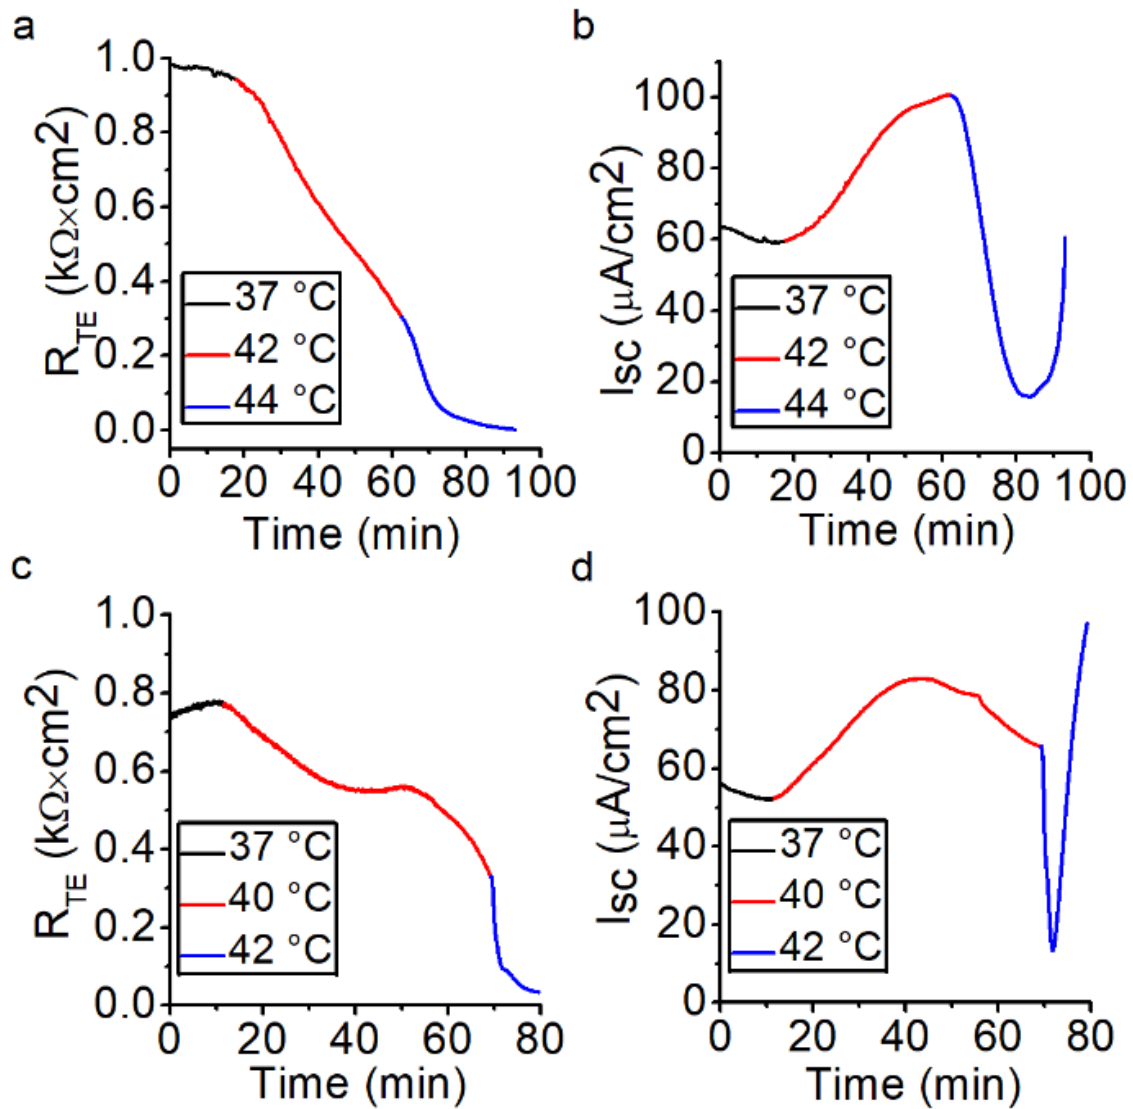 a
R_TE (kΩ×cm2)
1.0
0.8
0.6
0.4
0.2
0.0
37 °C
42 °C
44 °C
0 20 40 60 80 100
Time (min)
b
Isc (μA/cm2)
100
80
60
40
20
0
37 °C
42 °C
44 °C
0 20 40 60 80 100
Time (min)
c
R_TE (kΩ×cm2)
1.0
0.8
0.6
0.4
0.2
0.0
37 °C
40 °C
42 °C
0 20 40 60 80
Time (min)
d
Isc (μA/cm2)
100
80
60
40
20
0
37 °C
40 °C
42 °C
0 20 40 60 80
Time (min)